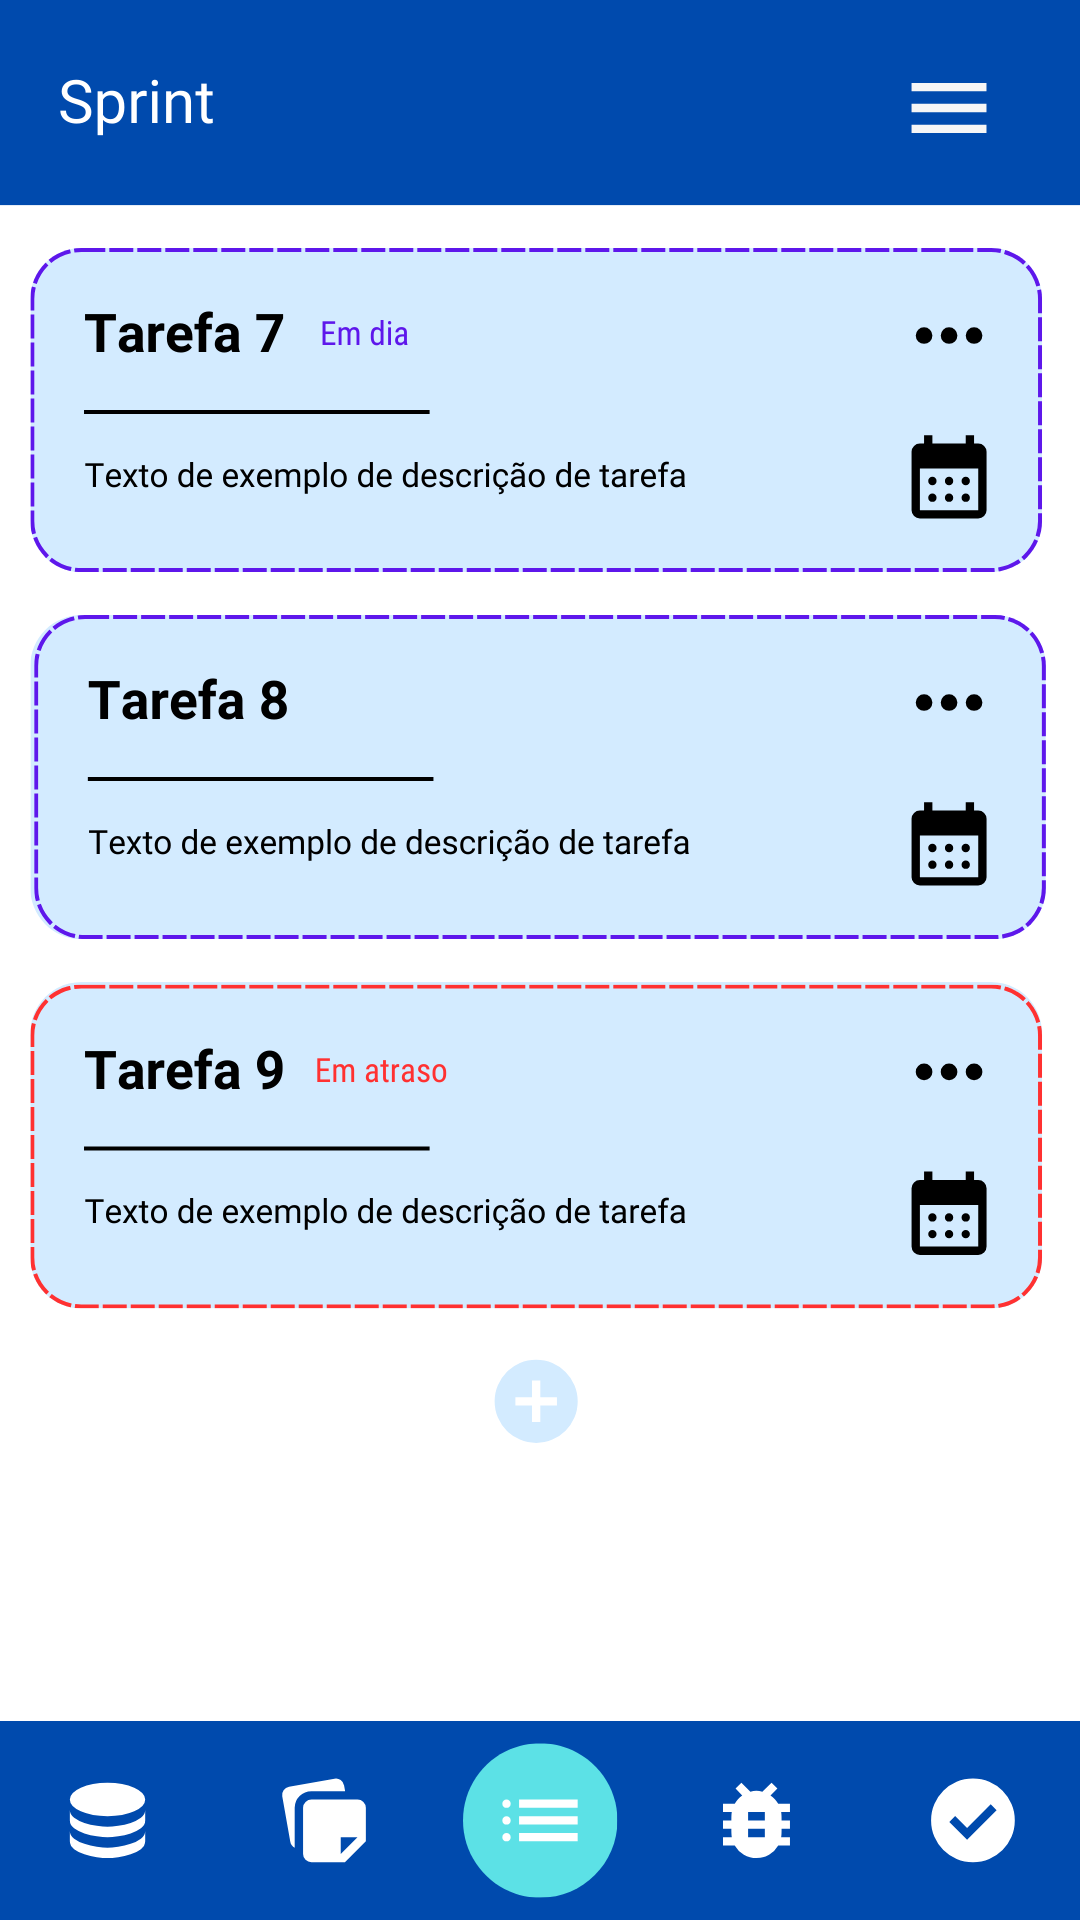 Sprint
Tarefa 7 Em dia
Texto de exemplo de descrição de tarefa
Tarefa 8
Texto de exemplo de descrição de tarefa
Tarefa 9 Em atraso
Texto de exemplo de descrição de tarefa